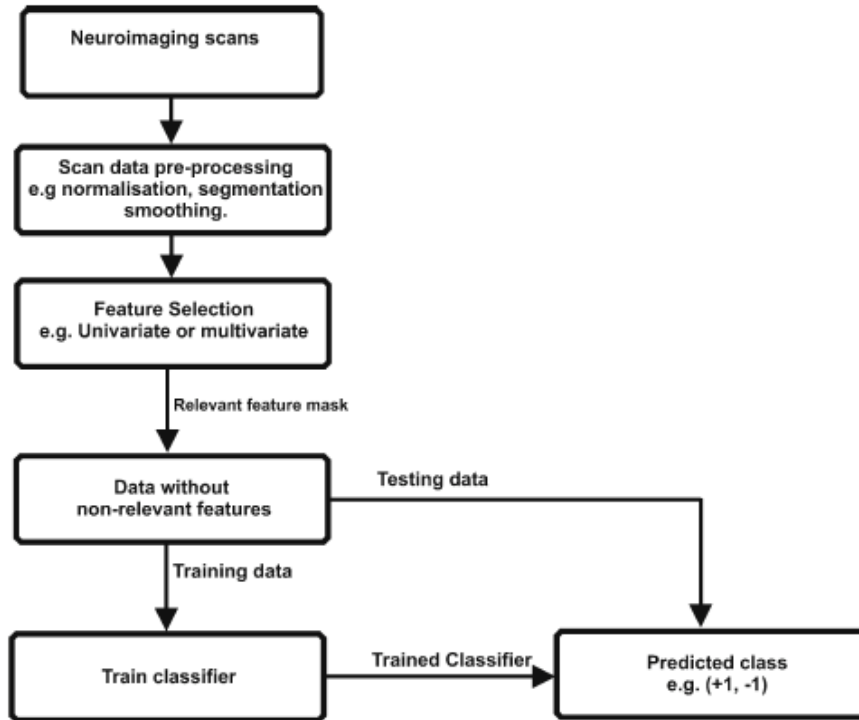 Neuroimaging scans
Scan data pre-processing
e.g normalisation, segmentation
smoothing.
Feature Selection
e.g. Univariate or multivariate
Relevant feature mask
Data without
non-relevant features
Testing data
Training data
Train classifier
Trained Classifier
Predicted class
e.g. (+1, -1)